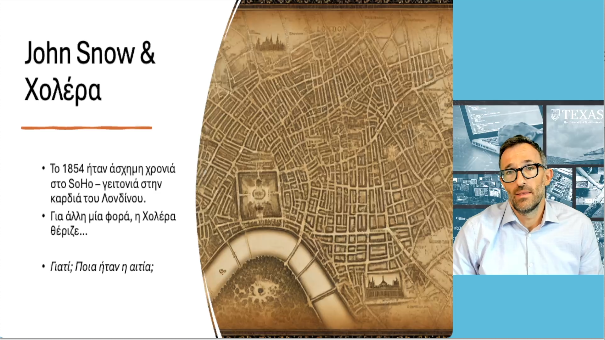 John Snow &
Χολέρα
• Το 1854 ήταν άσχημη χρονιά
στο SoHo – γειτονιά στην
καρδιά του Λονδίνου.
• Για άλλη μία φορά, η Χολέρα
θέριζε...
• Γιατί; Ποια ήταν η αιτία;
LONDON
TEXAS